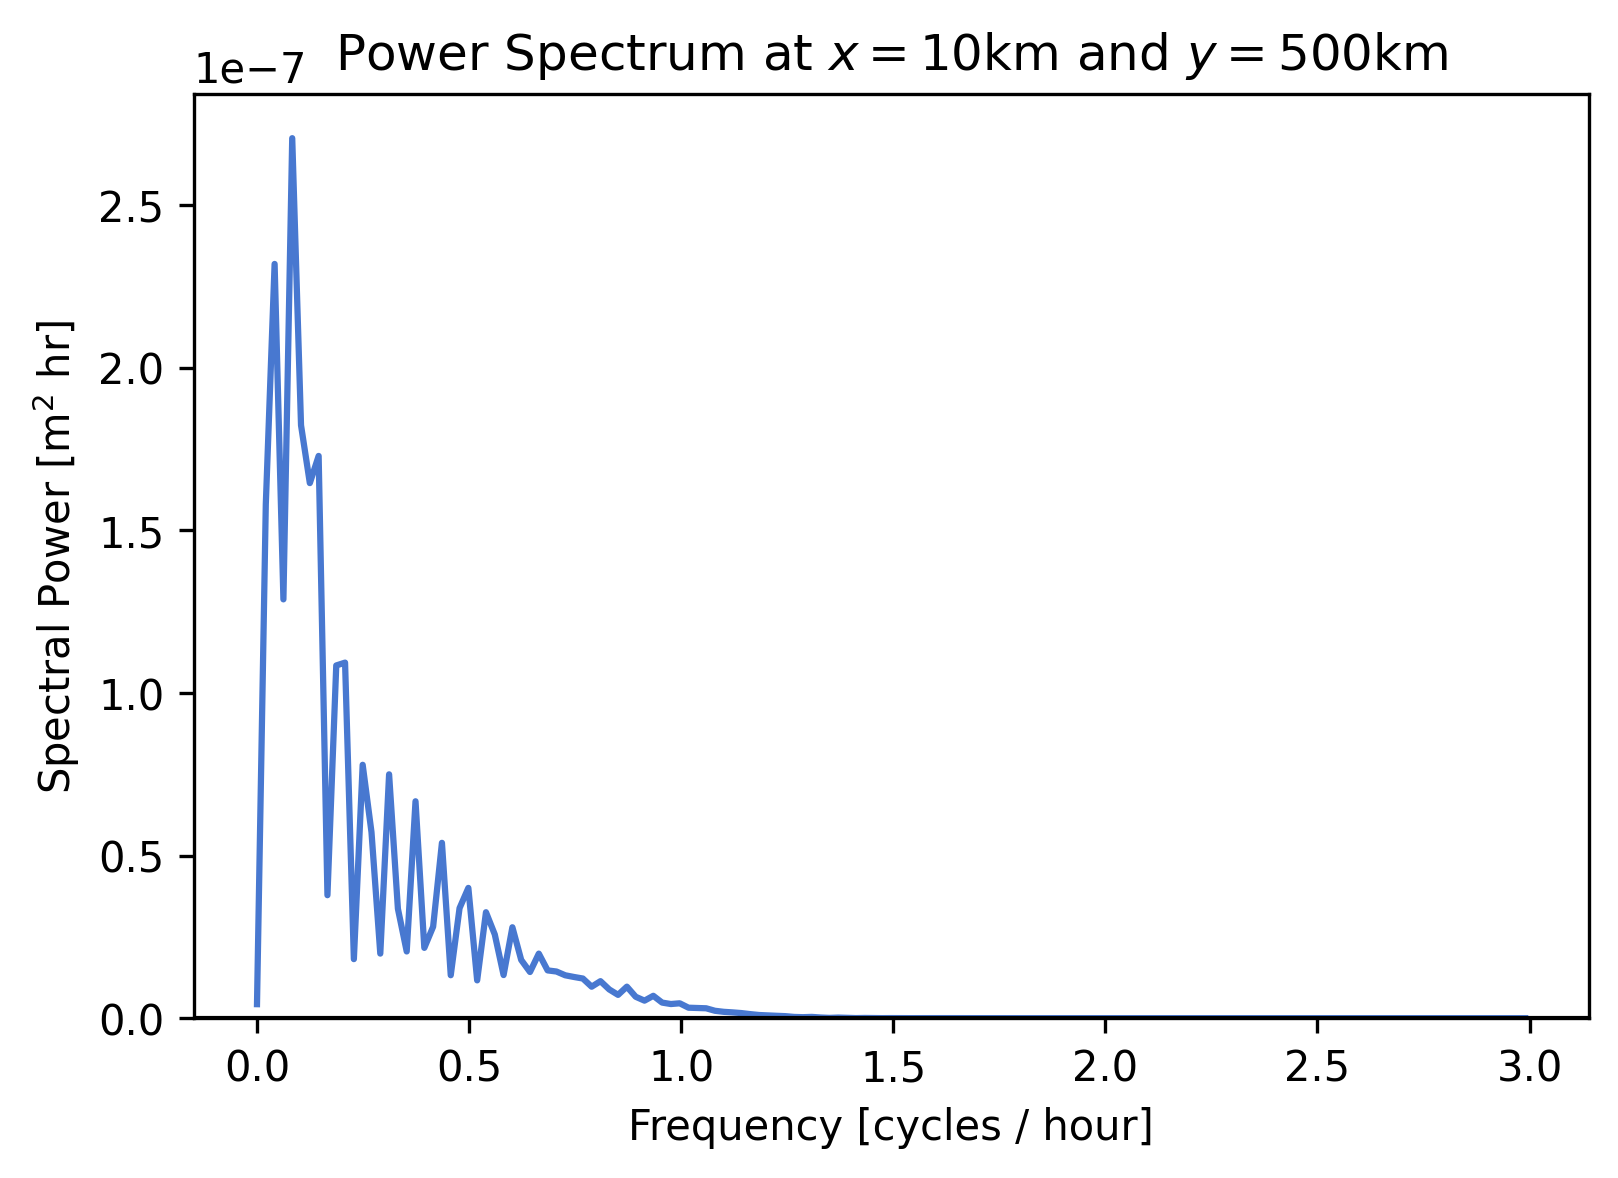 Power Spectrum at x = 10km and y = 500km
1e−7
2.5
2.0
1.5
1.0
0.5
0.0
Spectral Power [m² hr]
0.0 0.5 1.0 1.5 2.0 2.5 3.0
Frequency [cycles / hour]